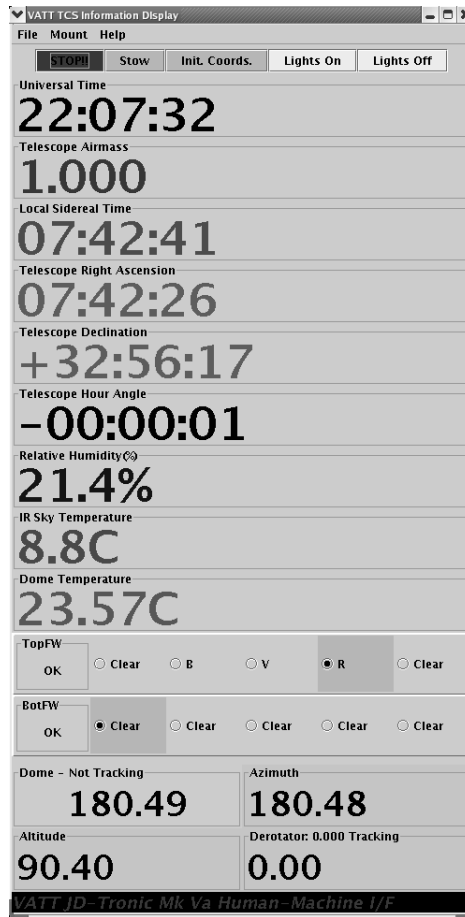 VATT TCS Information DIsplay
File Mount Help
STOP!! Stow Init. Coords. Lights On Lights Off
Universal Time
22:07:32
Telescope Airmass
1.000
Local Sidereal Time
07:42:41
Telescope Right Ascension
07:42:26
Telescope Declination
+32:56:17
Telescope Hour Angle
-00:00:01
Relative Humidity(%)
21.4%
IR Sky Temperature
8.8C
Dome Temperature
23.57C
TopFW
OK Clear B V R Clear
BotFW
OK Clear Clear Clear Clear Clear
Dome - Not Tracking Azimuth
180.49 180.48
Altitude Derotator: 0.000 Tracking
90.40 0.00
VATT JD-Tronic Mk Va Human-Machine I/F